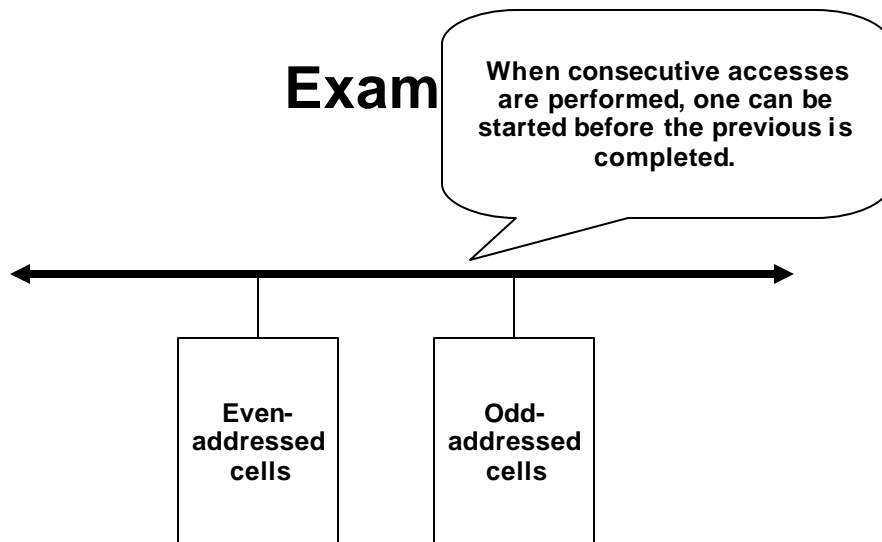 Exam
When consecutive accesses
are performed, one can be
started before the previous is
completed.
Even-
addressed
cells
Odd-
addressed
cells